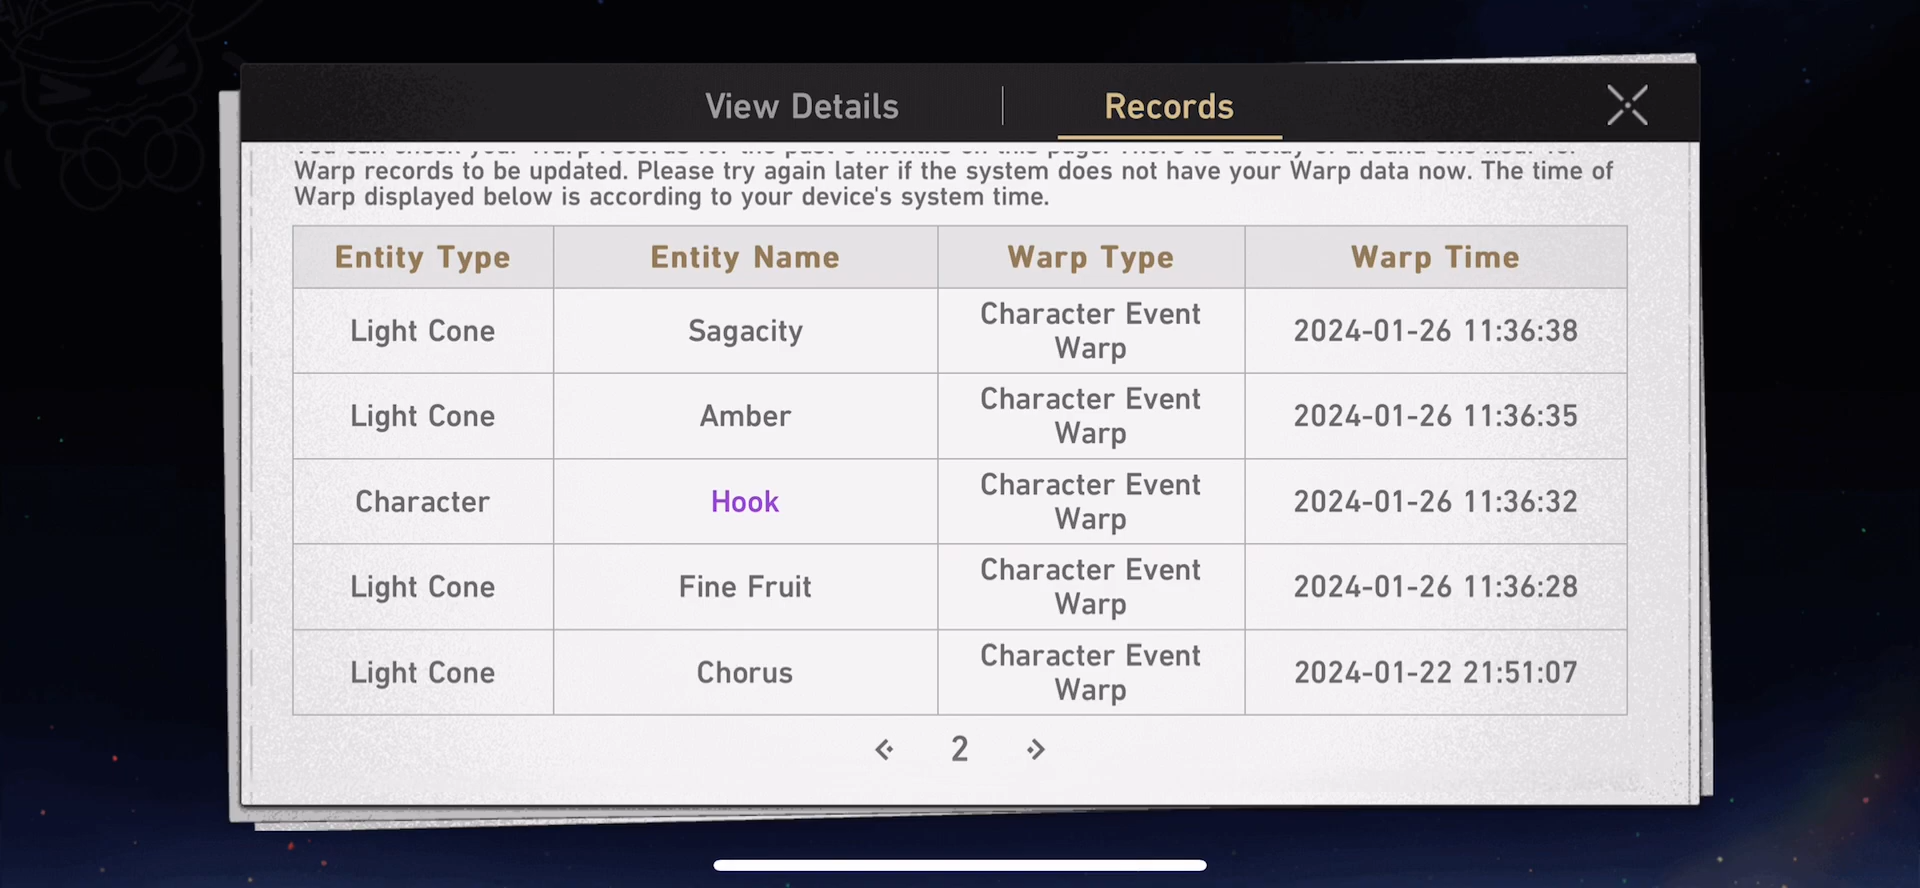 View Details
Records
Warp records to be updated. Please try again later if the system does not have your Warp data now. The time of
Warp displayed below is according to your device's system time.
Entity Type Entity Name Warp Type Warp Time
Light Cone Sagacity Character Event Warp 2024-01-26 11:36:38
Light Cone Amber Character Event Warp 2024-01-26 11:36:35
Character Hook Character Event Warp 2024-01-26 11:36:32
Light Cone Fine Fruit Character Event Warp 2024-01-26 11:36:28
Light Cone Chorus Character Event Warp 2024-01-22 21:51:07
2